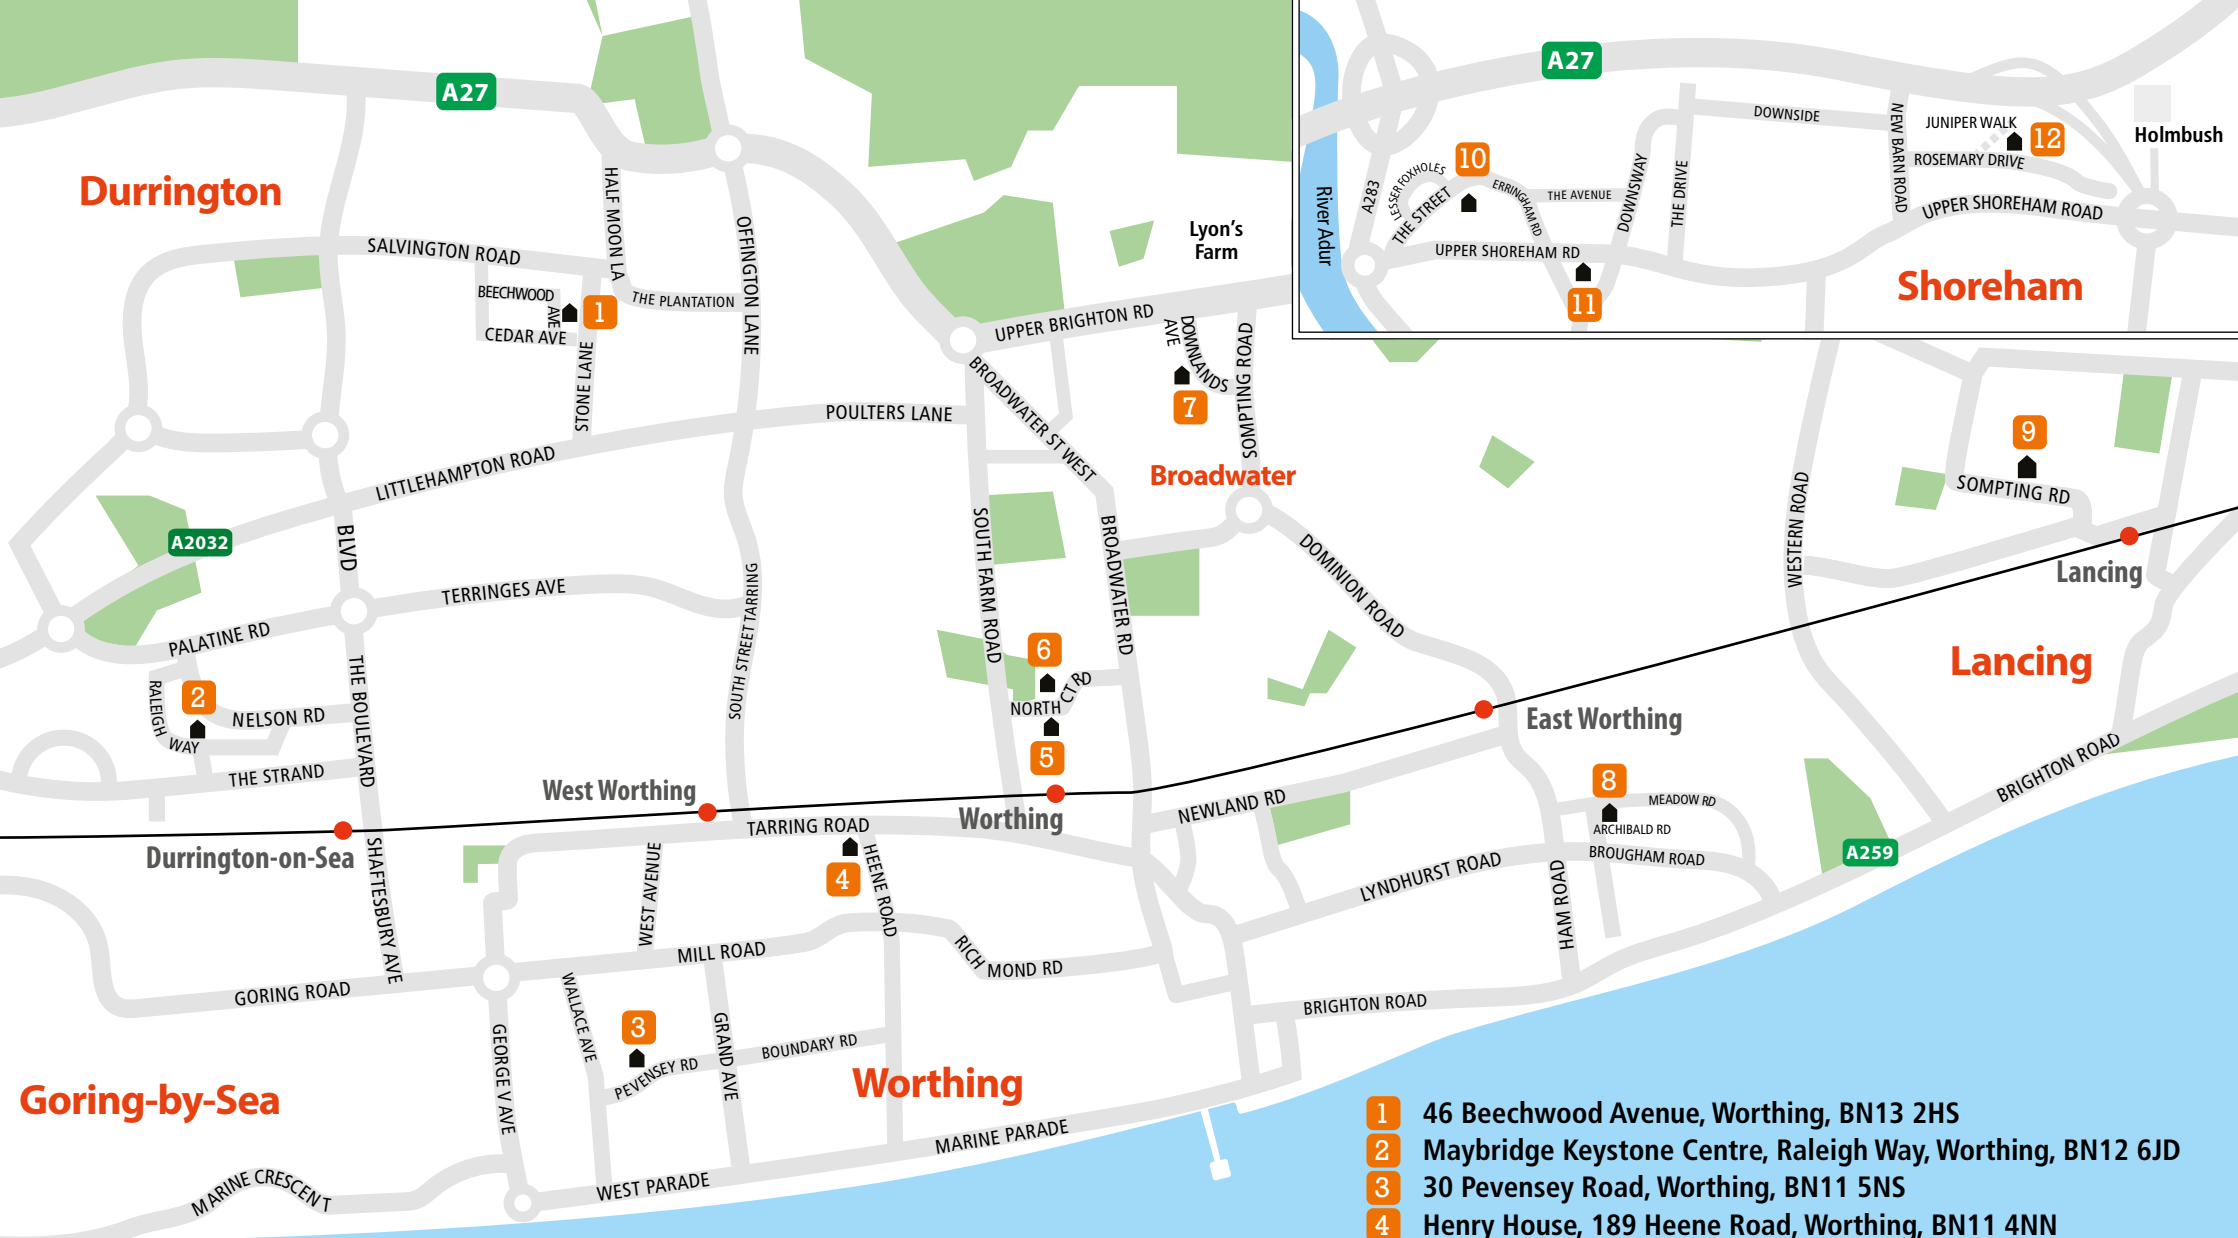 A27
Durrington
HALF MOON LA
OFFINGTON LANE
SALVINGTON ROAD
BEECHWOOD
AVE
1
THE PLANTATION
CEDAR AVE
STONE LANE
Lyon's
Farm
UPPER BRIGHTON RD
DOWNLANDS
AVE
7
SOMPTING ROAD
BROADWATER ST WEST
POULTERS LANE
LITTLEHAMPTON ROAD
Broadwater
A2032
BLVD
TERRINGES AVE
SOUTH STREET TARRING
SOUTH FARM ROAD
BROADWATER RD
DOMINION ROAD
PALATINE RD
RALEIGH
WAY
2
NELSON RD
THE BOULEVARD
THE STRAND
6
NORTH
CT RD
5
West Worthing
Worthing
East Worthing
Durrington-on-Sea
TARRING ROAD
NEWLAND RD
SHAFTESBURY AVE
WEST AVENUE
4
HEENE ROAD
8
MEADOW RD
ARCHIBALD RD
BROUGHAM ROAD
LYNDHURST ROAD
HAM ROAD
A259
MILL ROAD
RICH
MOND RD
GORING ROAD
BRIGHTON ROAD
WALLACE AVE
3
PEVENSEY RD
GRAND AVE
BOUNDARY RD
GEORGE V AVE
Worthing
Goring-by-Sea
MARINE PARADE
WEST PARADE
MARINE CRESCENT
A27
River Adur
A283
LESSER FOXHOLES
THE STREET
10
ERRINGHAM RD
THE AVENUE
DOWNSWAY
THE DRIVE
DOWNSIDE
NEW BARN ROAD
JUNIPER WALK
12
ROSEMARY DRIVE
Holmbush
UPPER SHOREHAM ROAD
UPPER SHOREHAM RD
11
Shoreham
9
SOMPTING RD
WESTERN ROAD
Lancing
Lancing
BRIGHTON ROAD
1 46 Beechwood Avenue, Worthing, BN13 2HS
2 Maybridge Keystone Centre, Raleigh Way, Worthing, BN12 6JD
3 30 Pevensey Road, Worthing, BN11 5NS
4 Henry House, 189 Heene Road, Worthing, BN11 4NN